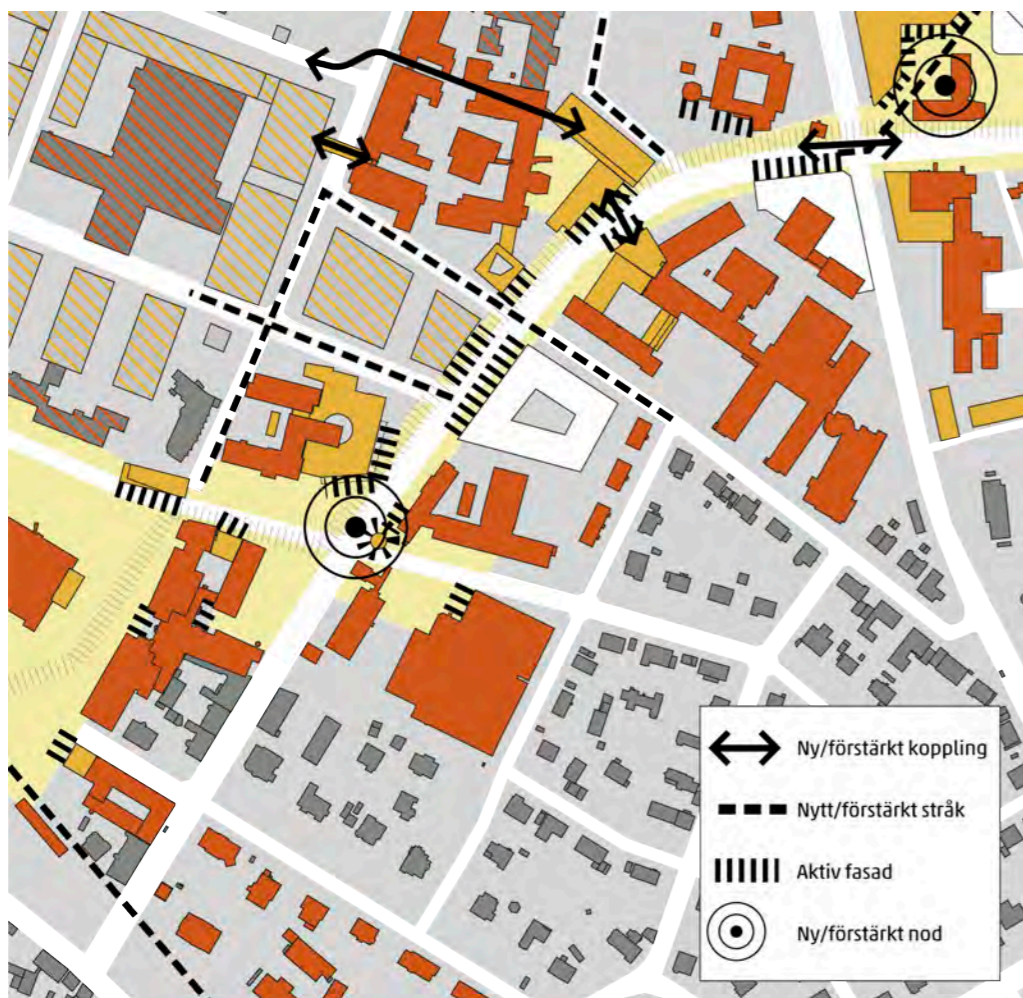 Ny/förstärkt koppling
Nytt/förstärkt stråk
Aktiv fasad
Ny/förstärkt nod